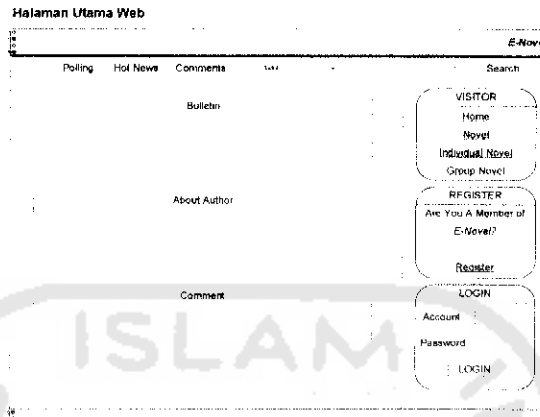 Halaman Utama Web
E-Nov
Polling Hot News Comments Search
Bulletin
VISITOR
Home
Novel
Individual Novel
Group Novel
About Author
REGISTER
Are You A Member of
E-Novel?
Register
Comment
LOGIN
Account
Password
LOGIN
ISLAM